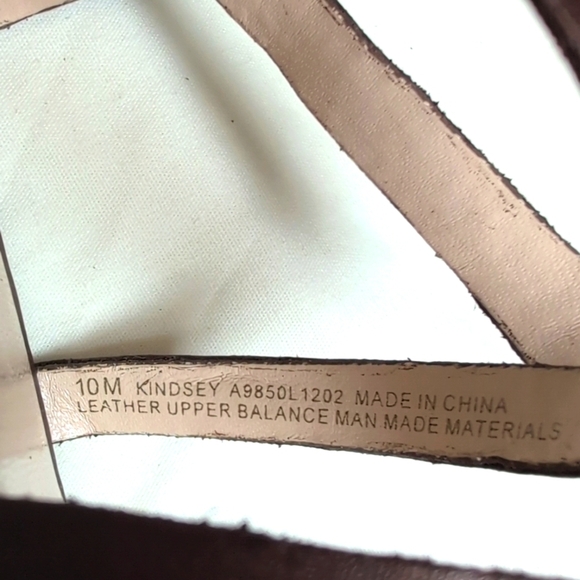 10M KINDSEY A9850L1202 MADE IN CHINA
LEATHER UPPER BALANCE MAN MADE MATERIALS